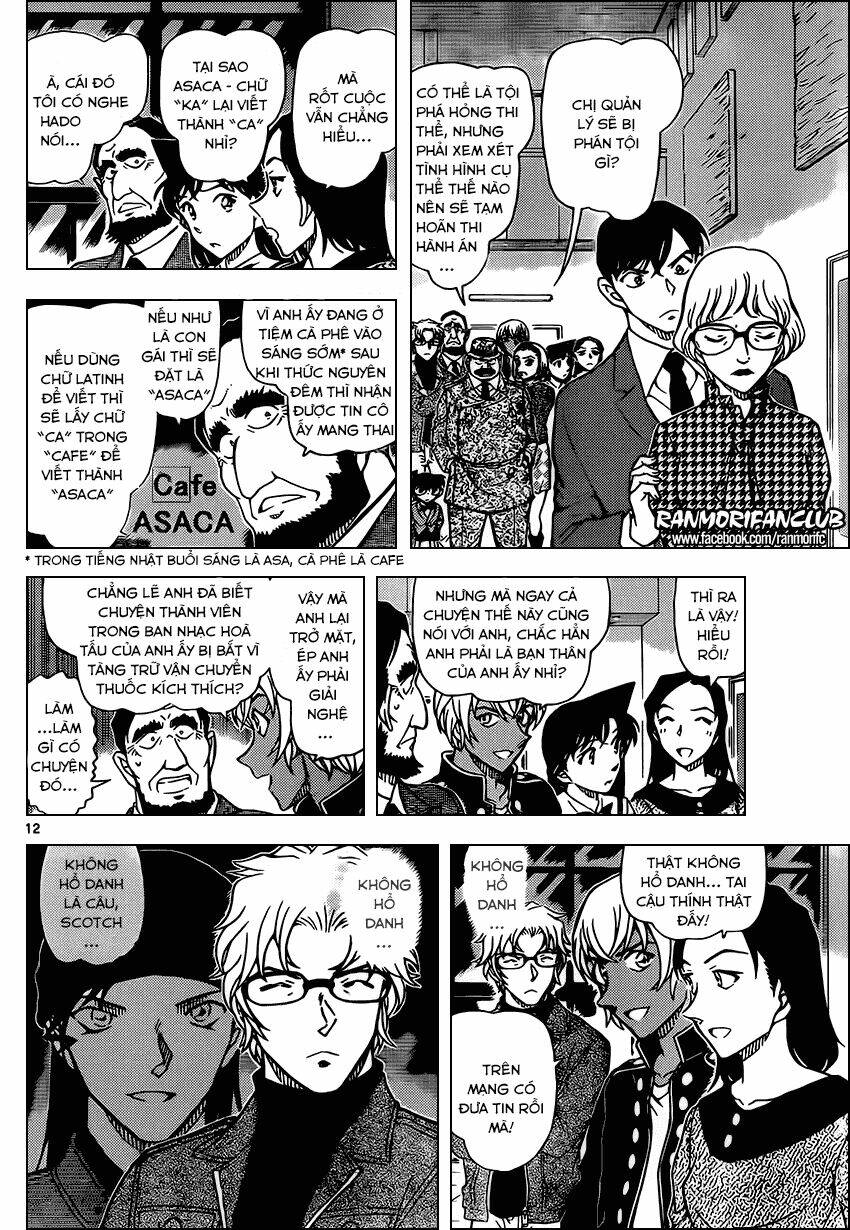 MÀ
RỐT CUỘC
VẪN CHẲNG
HIỂU...
TẠI SAO
ASACA - CHỮ
"KA" LẠI VIẾT
THÀNH "CA"
NHỈ?
À, CÁI ĐÓ
TÔI CÓ NGHE
HADO
NÓI...
CHỊ QUẢN
LÝ SẼ BỊ
PHÁN TỘI
GÌ?
CÓ THỂ LÀ TỘI
PHÁ HỎNG THI
THỂ, NHƯNG
PHẢI XEM XÉT
TÌNH HÌNH CỤ
THỂ THẾ NÀO
NÊN SẼ TẠM
HOÃN THI
HÀNH ÁN
...
RANMORIFANCLUB
www.facebook.com/ranmorifc
VÌ ANH ẤY ĐANG Ở
TIỆM CÀ PHÊ VÀO
SÁNG SỚM* SAU
KHI THỨC NGUYÊN
ĐÊM THÌ NHẬN
ĐƯỢC TIN CÔ
ẤY MANG THAI
NẾU NHƯ
LÀ CON
GÁI THÌ SẼ
ĐẶT LÀ
"ASACA"
NẾU DÙNG
CHỮ LATINH
ĐỂ VIẾT THÌ
SẼ LẤY CHỮ
"CA" TRONG
"CAFE" ĐỂ
VIẾT THÀNH
"ASACA"
Cafe
ASACA
* TRONG TIẾNG NHẬT BUỔI SÁNG LÀ ASA, CÀ PHÊ LÀ CAFE
THÌ RA
LÀ VẬY!
HIỂU
RỒI!
NHƯNG MÀ NGAY CẢ
CHUYỆN THẾ NÀY CŨNG
NÓI VỚI ANH, CHẮC HẲN
ANH PHẢI LÀ BẠN THÂN
CỦA ANH ẤY NHỈ?
VẬY MÀ
ANH LẠI
TRỞ MẶT,
ÉP ANH
ẤY PHẢI
GIẢI
NGHỆ
...
CHẲNG LẼ ANH ĐÃ BIẾT
CHUYỆN THÀNH VIÊN
TRONG BAN NHẠC HOÀ
TẤU CỦA ANH ẤY BỊ BẮT VÌ
TÀNG TRỮ VẬN CHUYỂN
THUỐC KÍCH THÍCH?
LÀM
...LÀM
GÌ CÓ
CHUYỆN
ĐÓ...
12
THẬT KHÔNG
HỔ DANH... TAI
CẬU THÍNH THẬT
ĐẤY!
KHÔNG
HỔ
DANH...
TRÊN
MẠNG CÓ
ĐƯA TIN RỒI
MÀ!
KHÔNG
HỔ
DANH...
KHÔNG
HỔ DANH
LÀ CẬU,
SCOTCH
...